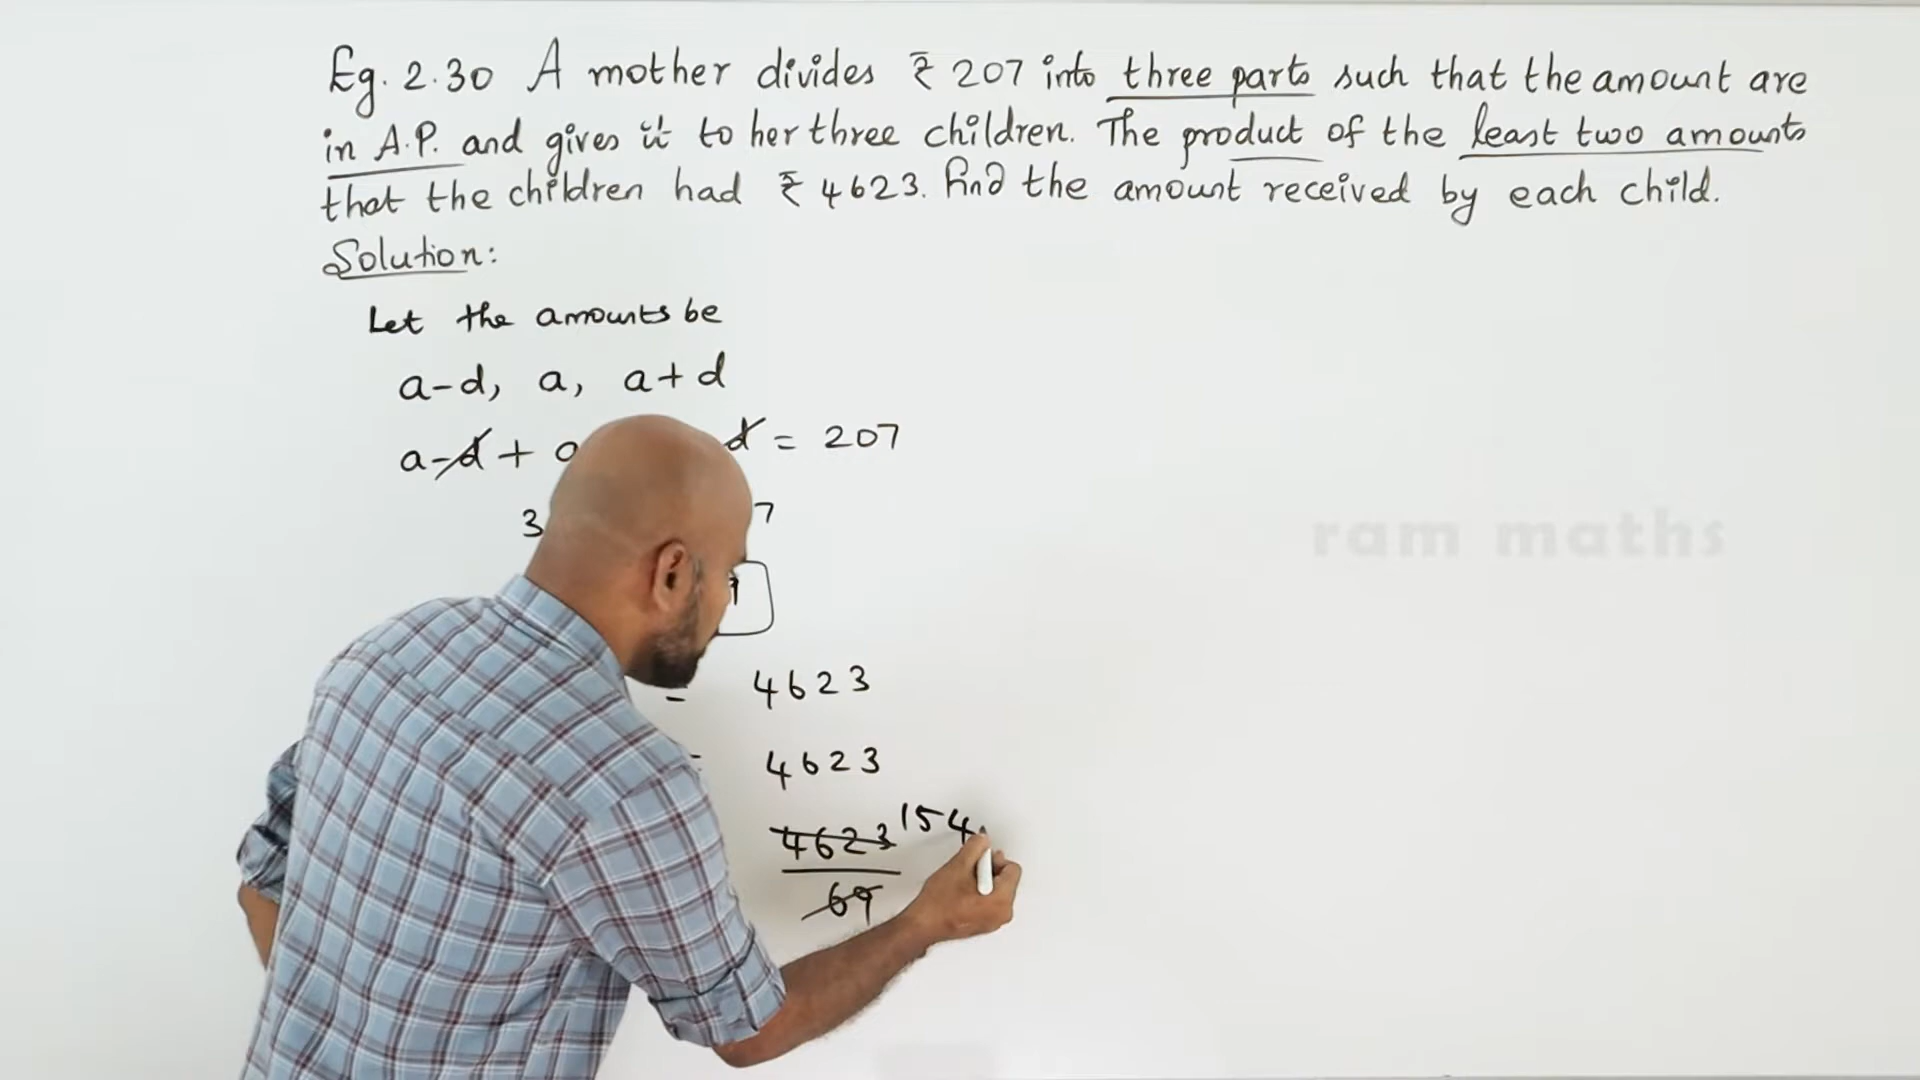 Eg. 2.30 A mother divides ₹ 207 into three parts such that the amount are
in A.P. and gives it to her three children. The product of the least two amounts
that the children had ₹ 4623. Find the amount received by each child.
Solution:
Let the amounts be
a-d, a, a+d
a-d + a d = 207
3 7
ram maths
= 4623
= 4623
4623 154
69